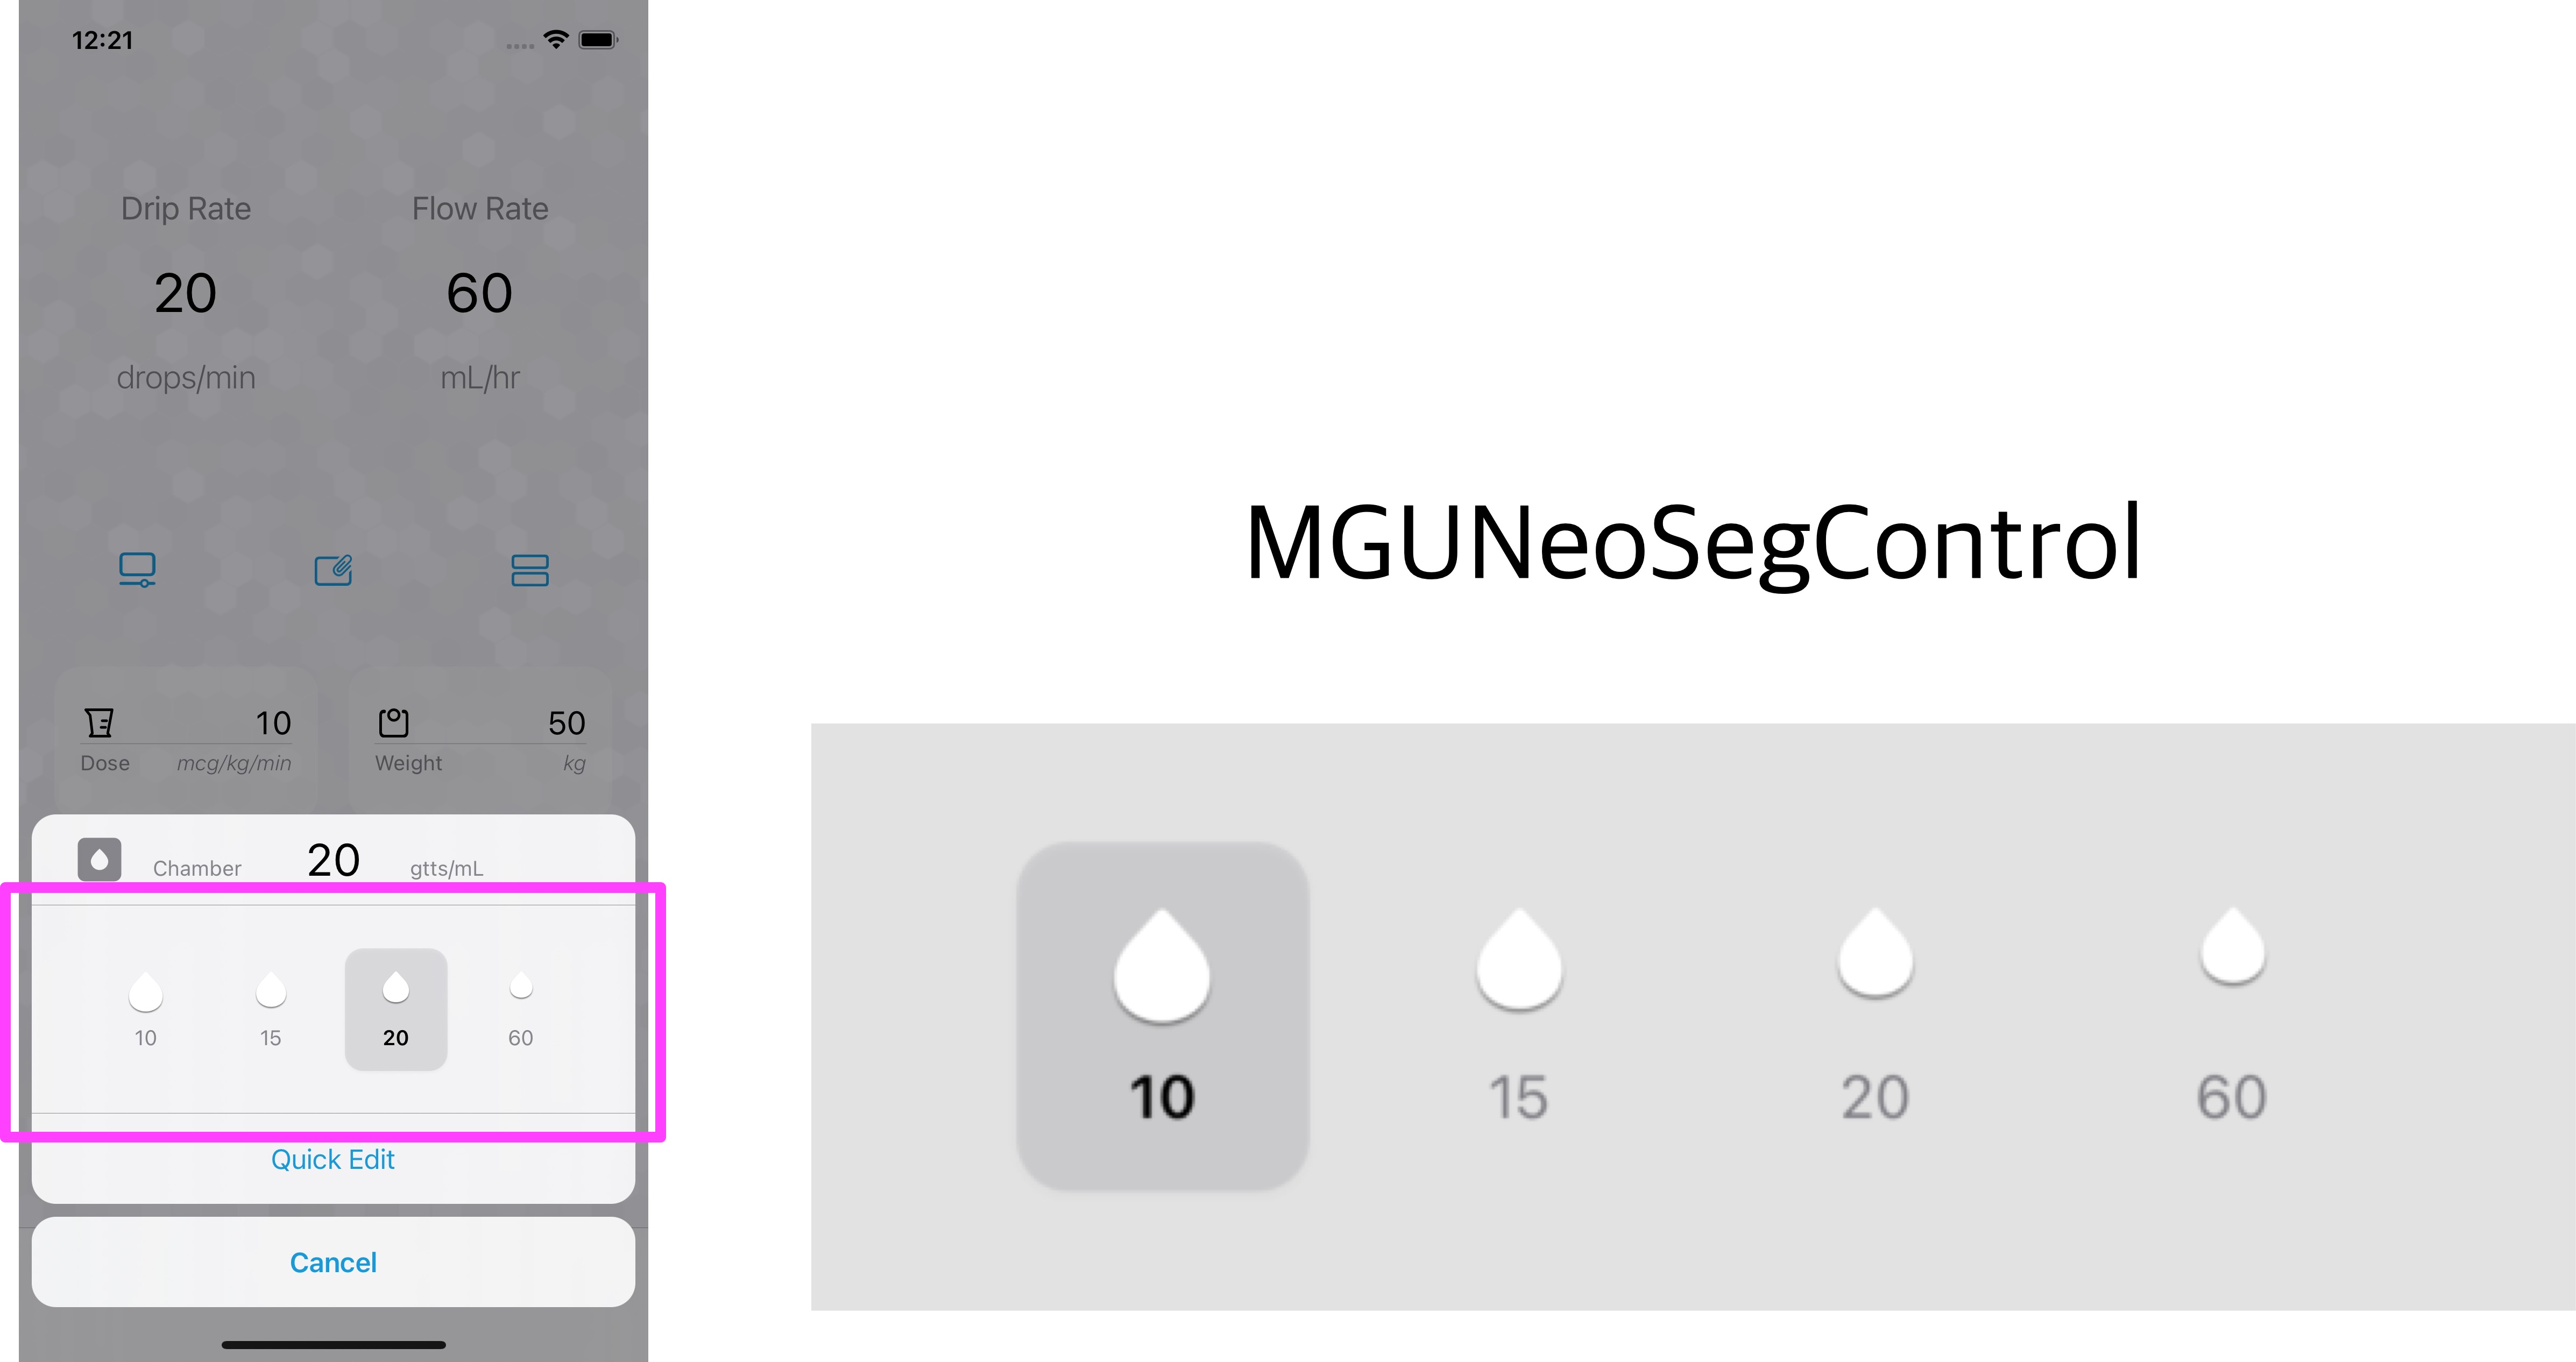 12:21
Drip Rate
Flow Rate
20
60
drops/min
mL/hr
10
50
Dose
mcg/kg/min
Weight
kg
Chamber
20
gtts/mL
10
15
20
60
Quick Edit
Cancel
MGUNeoSegControl
10
15
20
60